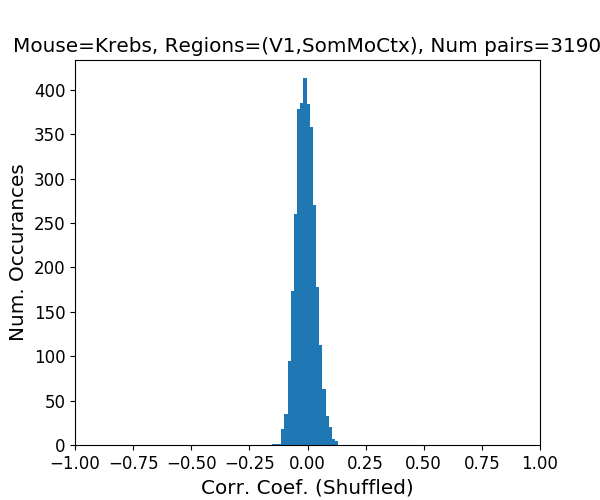 Mouse=Krebs, Regions=(V1,SomMoCtx), Num pairs=3190
400
350
300
250
200
150
100
50
0
Num. Occurances
−1.00 −0.75 −0.50 −0.25 0.00 0.25 0.50 0.75 1.00
Corr. Coef. (Shuffled)